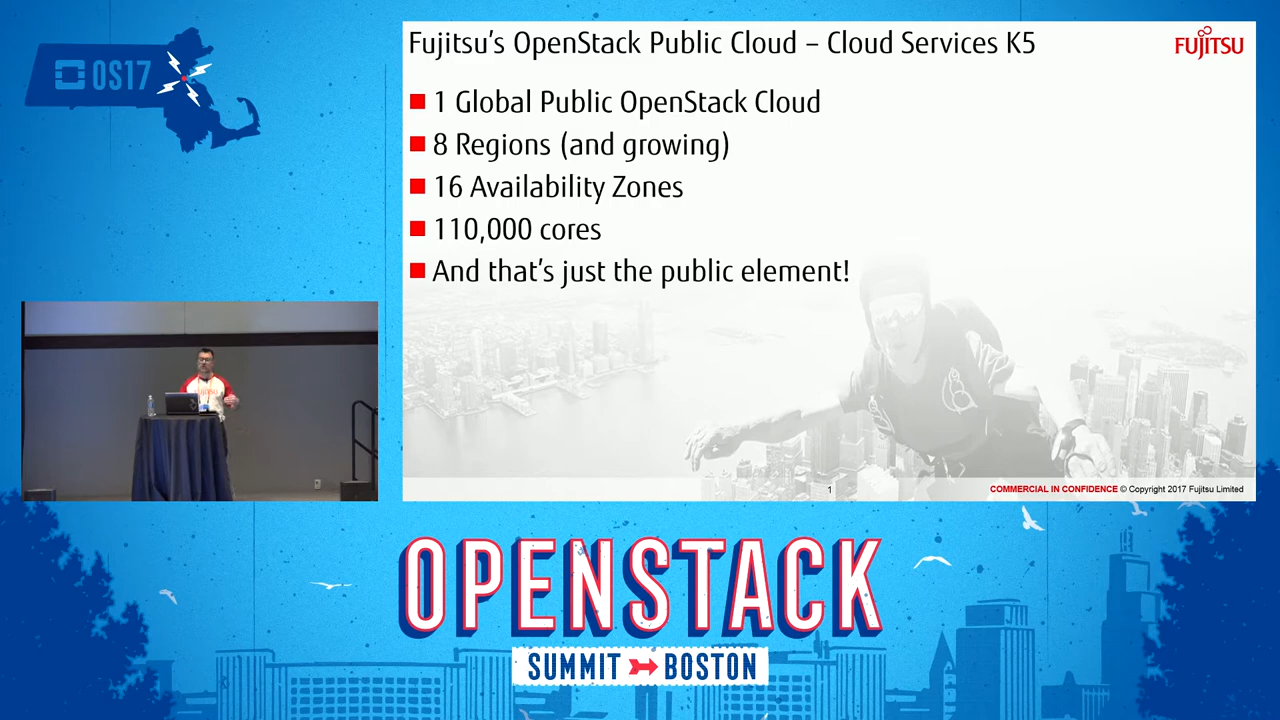 OS17
Fujitsu's OpenStack Public Cloud – Cloud Services K5
FUJITSU
1 Global Public OpenStack Cloud
8 Regions (and growing)
16 Availability Zones
110,000 cores
And that's just the public element!
1
COMMERCIAL IN CONFIDENCE © Copyright 2017 Fujitsu Limited
OPENSTACK
SUMMIT BOSTON